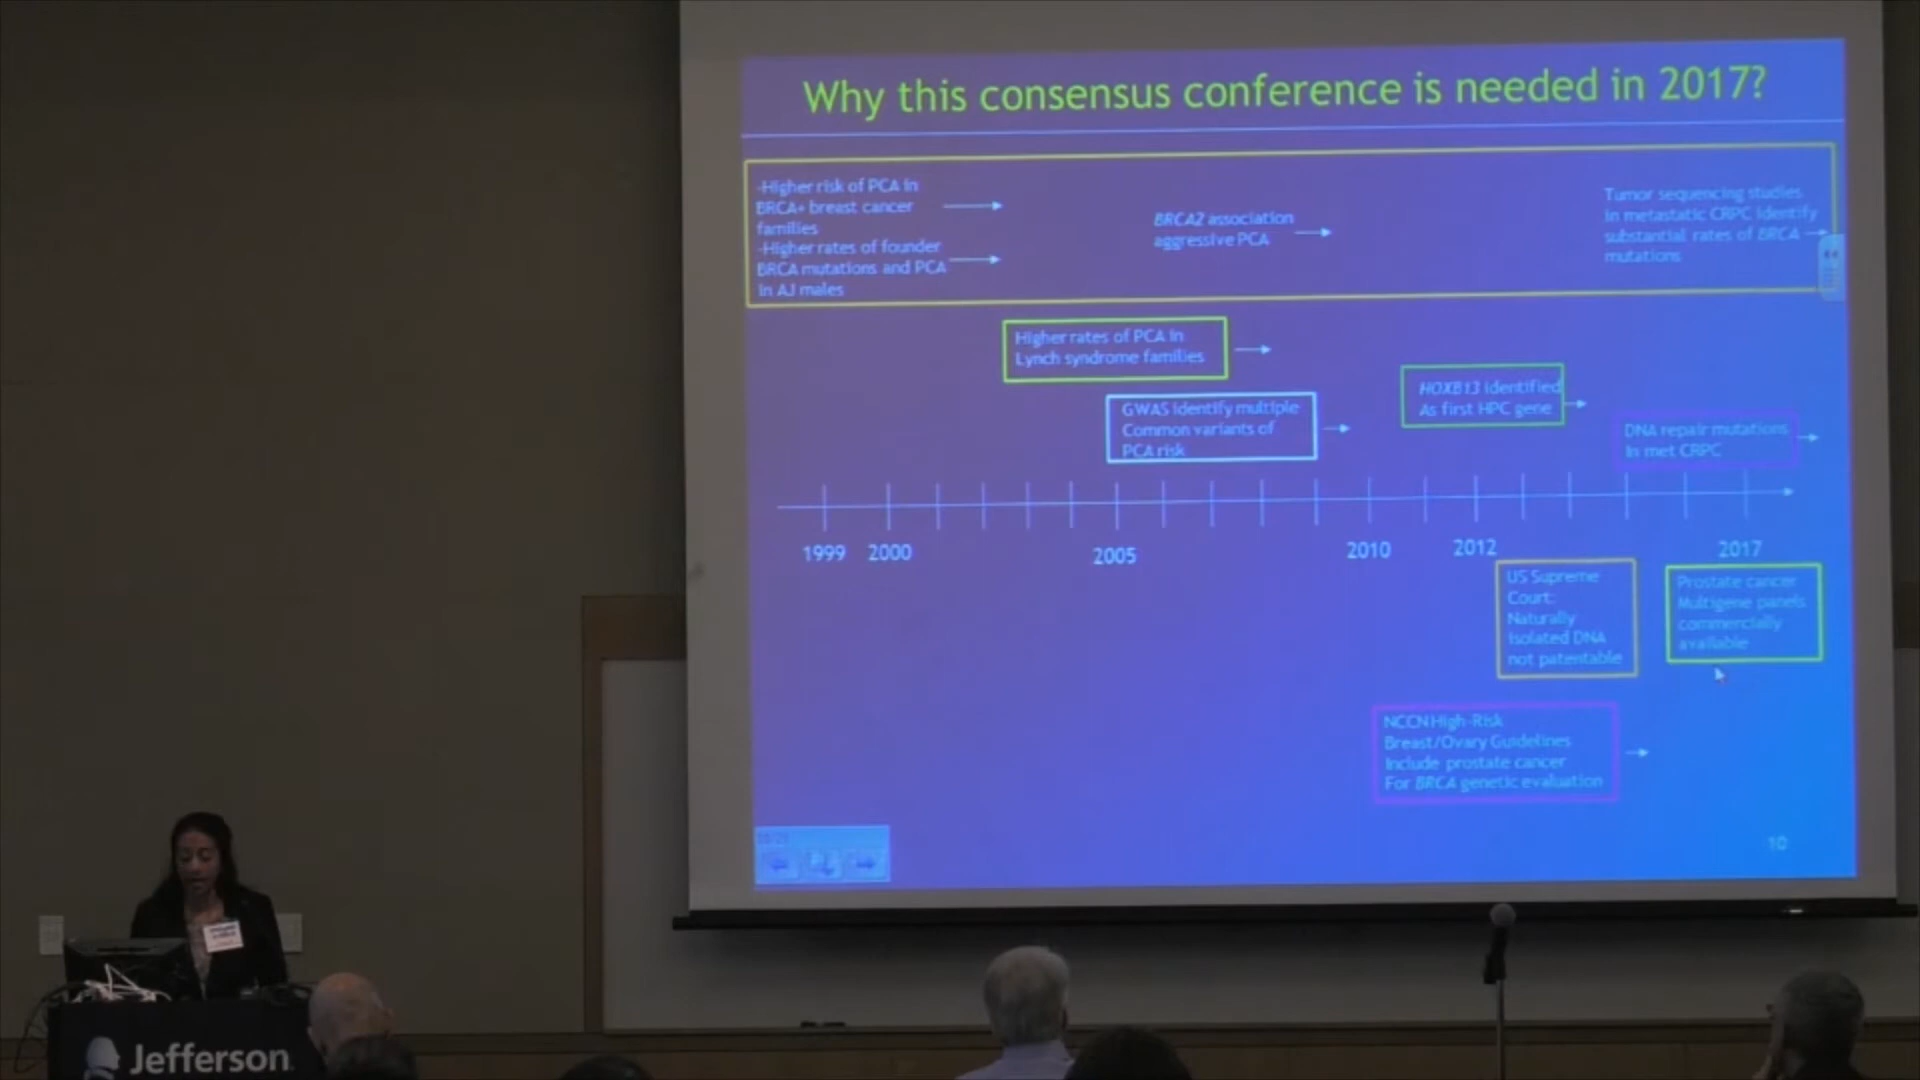 Why this consensus conference is needed in 2017?
-Higher risk of PCA in
BRCA+ breast cancer
families
-Higher rates of founder
BRCA mutations and PCA
in AJ males
BRCA2 association
aggressive PCA
Tumor sequencing studies
in metastatic CRPC identify
substantial rates of BRCA
mutations
Higher rates of PCA in
Lynch syndrome families
GWAS identify multiple
Common variants of
PCA risk
HOXB13 identified
As first HPC gene
DNA repair mutations
In met CRPC
1999 2000 2005 2010 2012 2017
US Supreme
Court:
Naturally
Isolated DNA
not patentable
Prostate cancer
Multigene panels
commercially
available
NCCN High-Risk
Breast/Ovary Guidelines
Include prostate cancer
For BRCA genetic evaluation
10
Jefferson